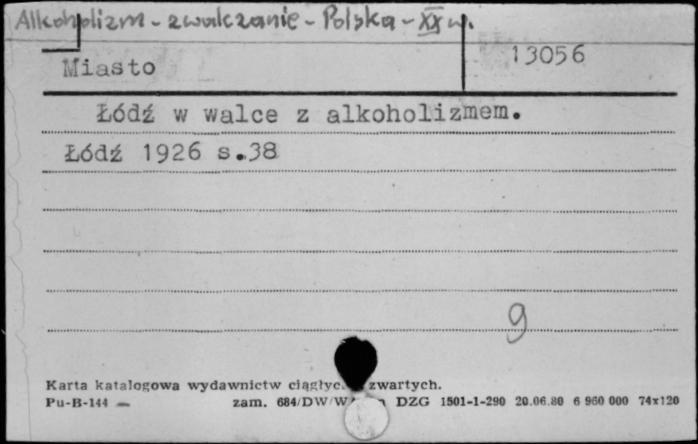 Alkoholizm - zwalczanie - Polska - XX w.
Miasto 13056
Łódź w walce z alkoholizmem.
Łódź 1926 s.38
9
Karta katalogowa wydawnictw zwartych.
Pu-B-144 zam. 684/DW DZG 1501-1-290 20.06.80 6 960 000 74x120